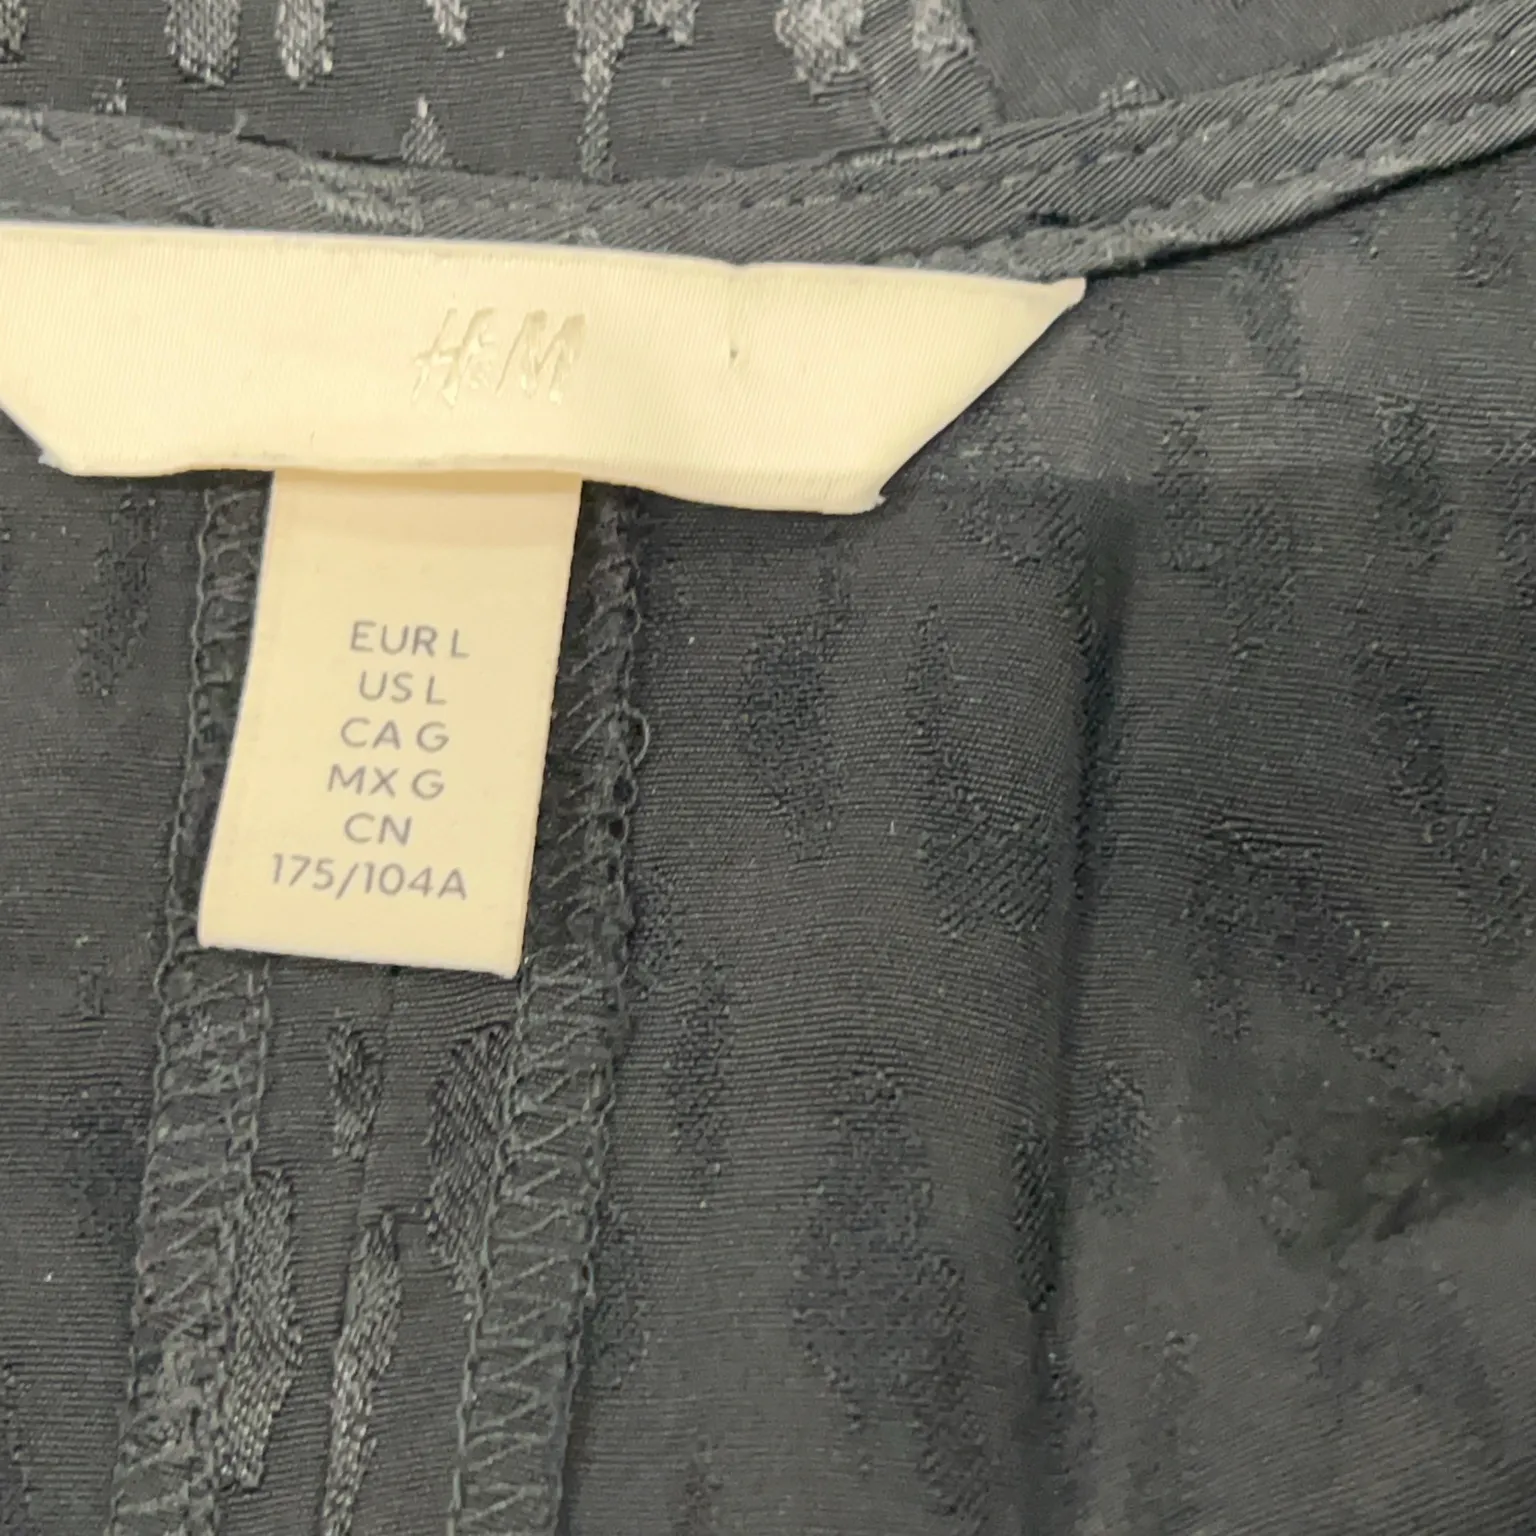 H&M
EUR L
US L
CA G
MX G
CN
175/104A